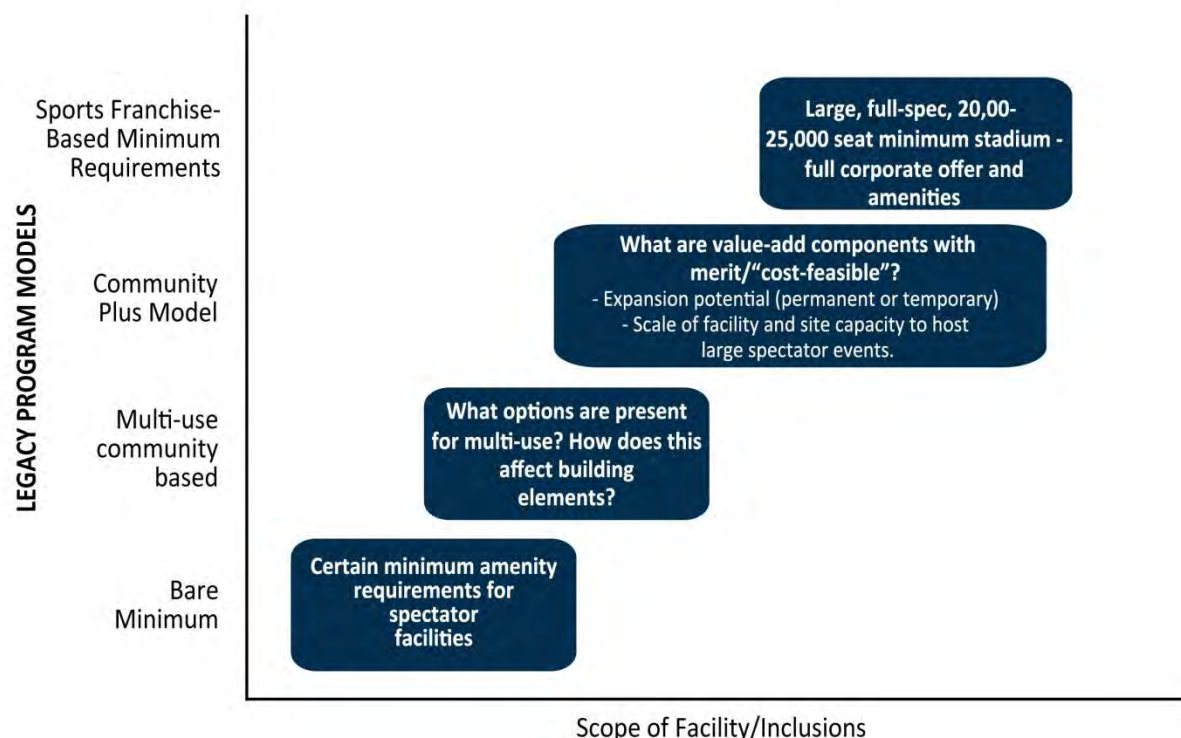 LEGACY PROGRAM MODELS
Sports Franchise-
Based Minimum
Requirements
Large, full-spec, 20,00-
25,000 seat minimum stadium -
full corporate offer and
amenities
Community
Plus Model
What are value-add components with
merit/“cost-feasible”?
- Expansion potential (permanent or temporary)
- Scale of facility and site capacity to host
large spectator events.
Multi-use
community
based
What options are present
for multi-use? How does this
affect building
elements?
Bare
Minimum
Certain minimum amenity
requirements for
spectator
facilities
Scope of Facility/Inclusions